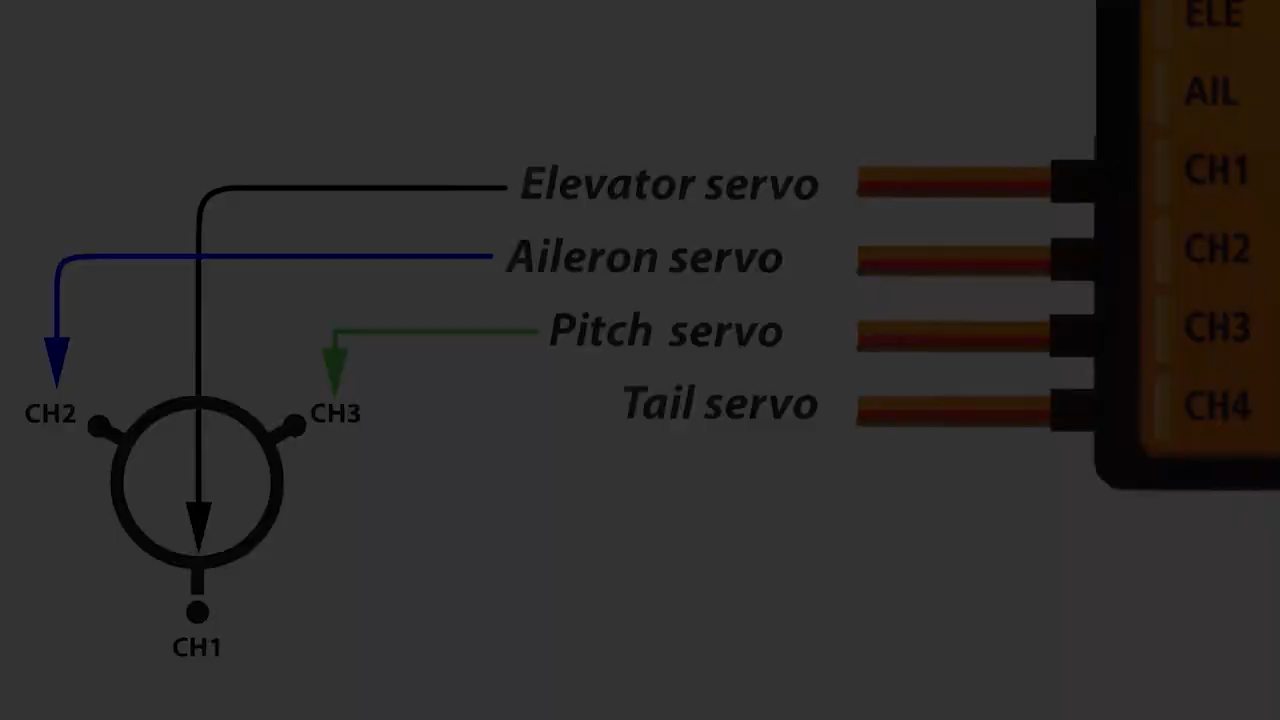 ELE
AIL
Elevator servo
CH1
Aileron servo
CH2
Pitch servo
CH3
Tail servo
CH4
CH2
CH3
CH1